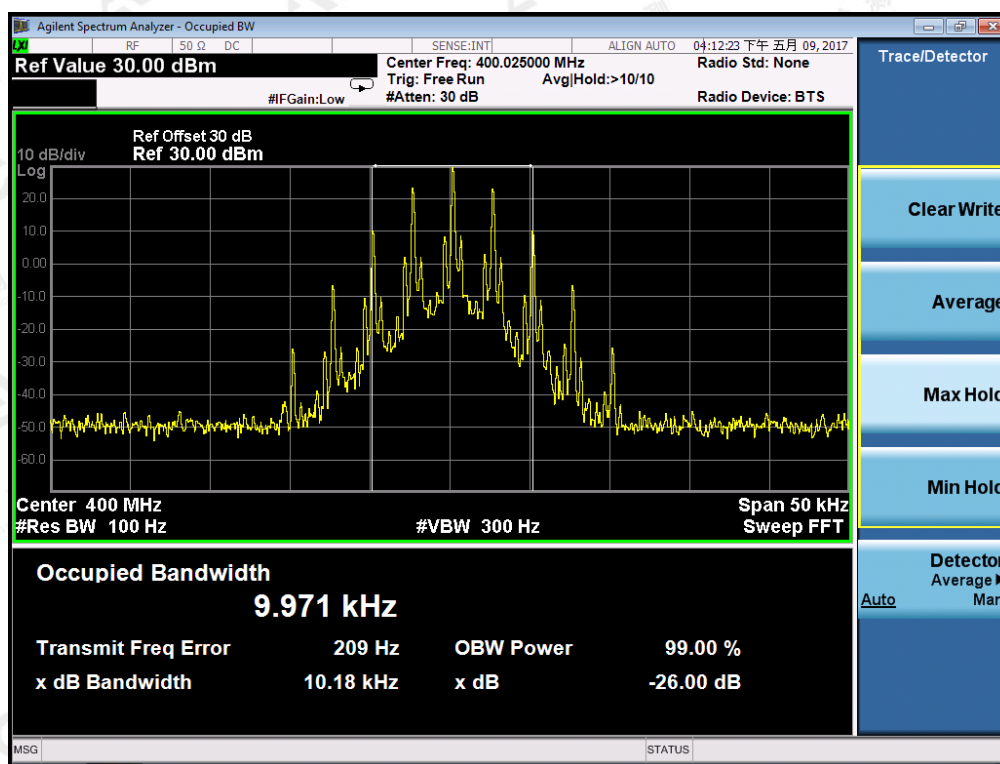 Agilent Spectrum Analyzer - Occupied BW
LXI RF 50 Ω DC SENSE:INT ALIGN AUTO 04:12:23 下午 五月 09, 2017
Ref Value 30.00 dBm
Center Freq: 400.025000 MHz Radio Std: None
Trig: Free Run Avg|Hold:>10/10
#IFGain:Low #Atten: 30 dB Radio Device: BTS
Ref Offset 30 dB
10 dB/div Ref 30.00 dBm
Log
20.0
10.0
0.00
-10.0
-20.0
-30.0
-40.0
-50.0
-60.0
Center 400 MHz Span 50 kHz
#Res BW 100 Hz #VBW 300 Hz Sweep FFT
Occupied Bandwidth
9.971 kHz
Transmit Freq Error 209 Hz OBW Power 99.00 %
x dB Bandwidth 10.18 kHz x dB -26.00 dB
MSG STATUS
Trace/Detector
Clear Write
Average
Max Hold
Min Hold
Detector
Average
Auto Man